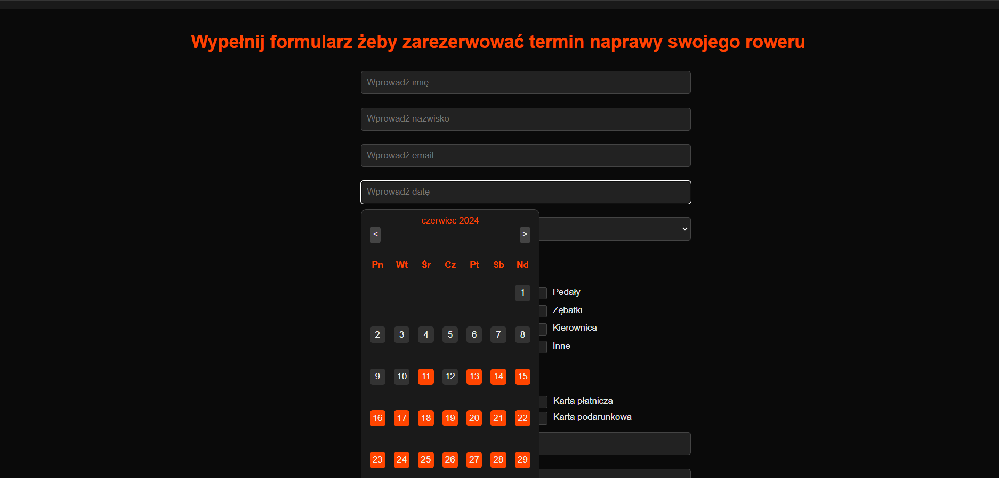 Wypełnij formularz żeby zarezerwować termin naprawy swojego roweru
Wprowadź imię
Wprowadź nazwisko
Wprowadź email
Wprowadź datę
czerwiec 2024
< >
Pn Wt Śr Cz Pt Sb Nd
1
2 3 4 5 6 7 8
9 10 11 12 13 14 15
16 17 18 19 20 21 22
23 24 25 26 27 28 29
Pedały
Zębatki
Kierownica
Inne
Karta płatnicza
Karta podarunkowa